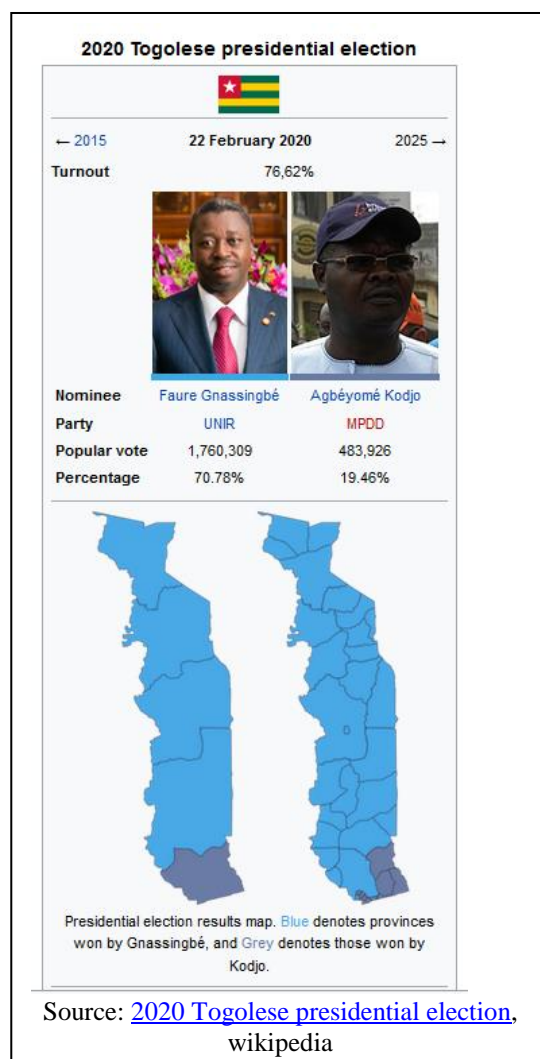 2020 Togolese presidential election
← 2015 22 February 2020 2025 →
Turnout 76,62%
Nominee Faure Gnassingbé Agbéyomé Kodjo
Party UNIR MPDD
Popular vote 1,760,309 483,926
Percentage 70.78% 19.46%
Presidential election results map. Blue denotes provinces
won by Gnassingbé, and Grey denotes those won by
Kodjo.
Source: 2020 Togolese presidential election,
wikipedia